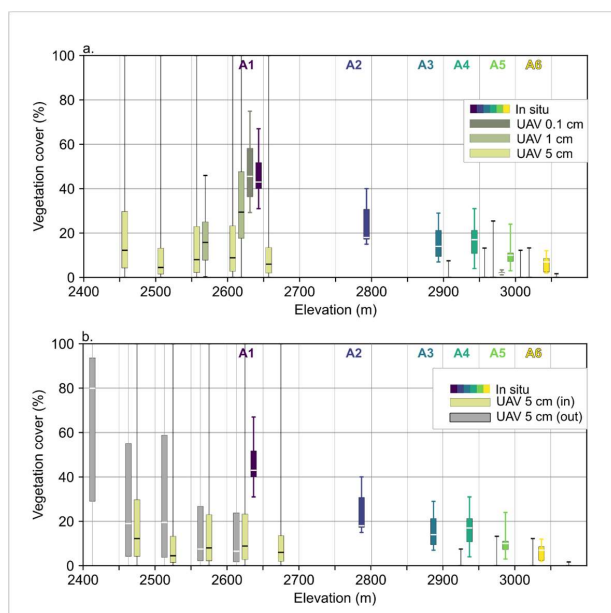 a.
A1 A2 A3 A4 A5 A6
100
80
60
40
20
0
Vegetation cover (%)
In situ
UAV 0.1 cm
UAV 1 cm
UAV 5 cm
2400 2500 2600 2700 2800 2900 3000
Elevation (m)
b.
A1 A2 A3 A4 A5 A6
100
80
60
40
20
0
Vegetation cover (%)
In situ
UAV 5 cm (in)
UAV 5 cm (out)
2400 2500 2600 2700 2800 2900 3000
Elevation (m)